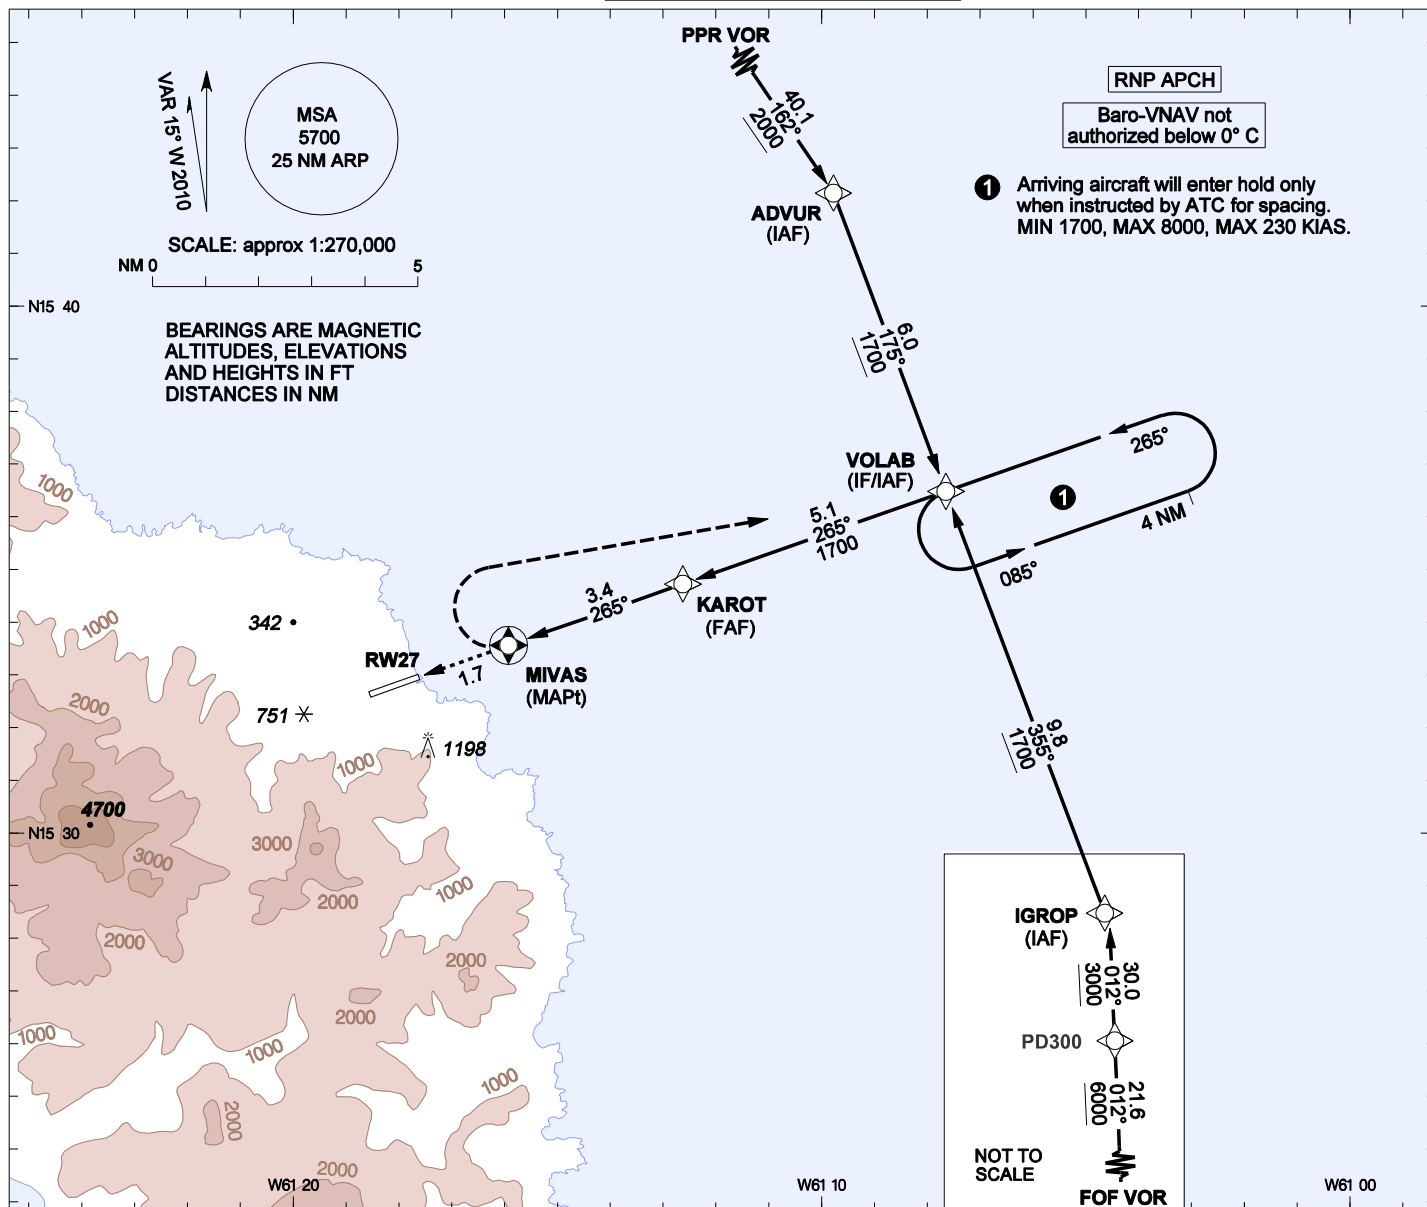 PPR VOR
40.1
162°
2000
VAR 15° W 2010
MSA
5700
25 NM ARP
SCALE: approx 1:270,000
NM 0
5
RNP APCH
Baro-VNAV not
authorized below 0° C
1
Arriving aircraft will enter hold only
when instructed by ATC for spacing.
MIN 1700, MAX 8000, MAX 230 KIAS.
ADVUR
(IAF)
N15 40
BEARINGS ARE MAGNETIC
ALTITUDES, ELEVATIONS
AND HEIGHTS IN FT
DISTANCES IN NM
6.0
175°
1700
VOLAB
(IF/IAF)
265°
1
4 NM
085°
1000
5.1
265°
1700
3.4
265°
KAROT
(FAF)
342
1000
RW27
1.7
MIVAS
(MAPt)
2000
751
1198
1000
9.8
355°
1700
4700
N15 30
3000
3000
2000
1000
2000
2000
IGROP
(IAF)
30.0
012°
3000
PD300
21.6
012°
6000
NOT TO
SCALE
FOF VOR
2000
1000
1000
1000
2000
2000
W61 20
W61 10
W61 00